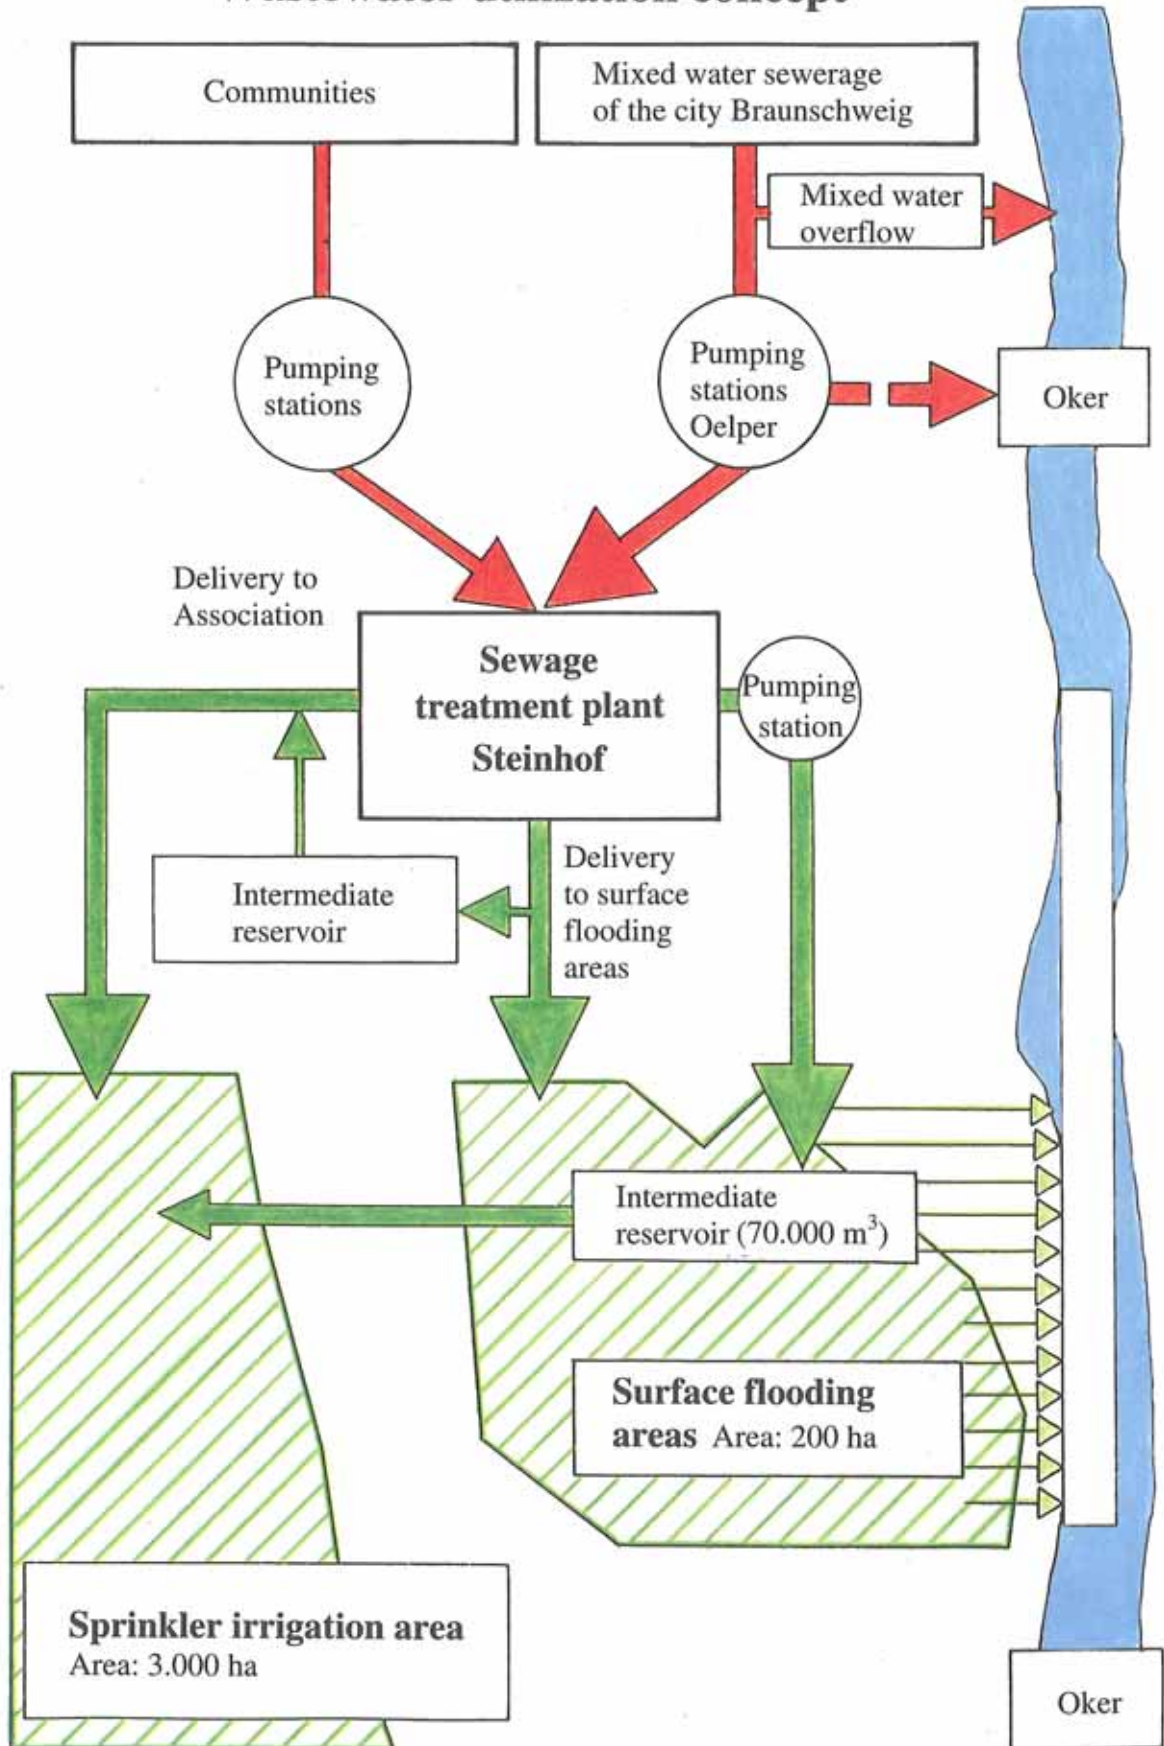 Communities
Mixed water sewerage
of the city Braunschweig
Mixed water
overflow
Pumping
stations
Pumping
stations
Oelper
Oker
Delivery to
Association
Sewage
treatment plant
Steinhof
Pumping
station
Intermediate
reservoir
Delivery
to surface
flooding
areas
Intermediate
reservoir (70.000 m³)
Surface flooding
areas Area: 200 ha
Sprinkler irrigation area
Area: 3.000 ha
Oker